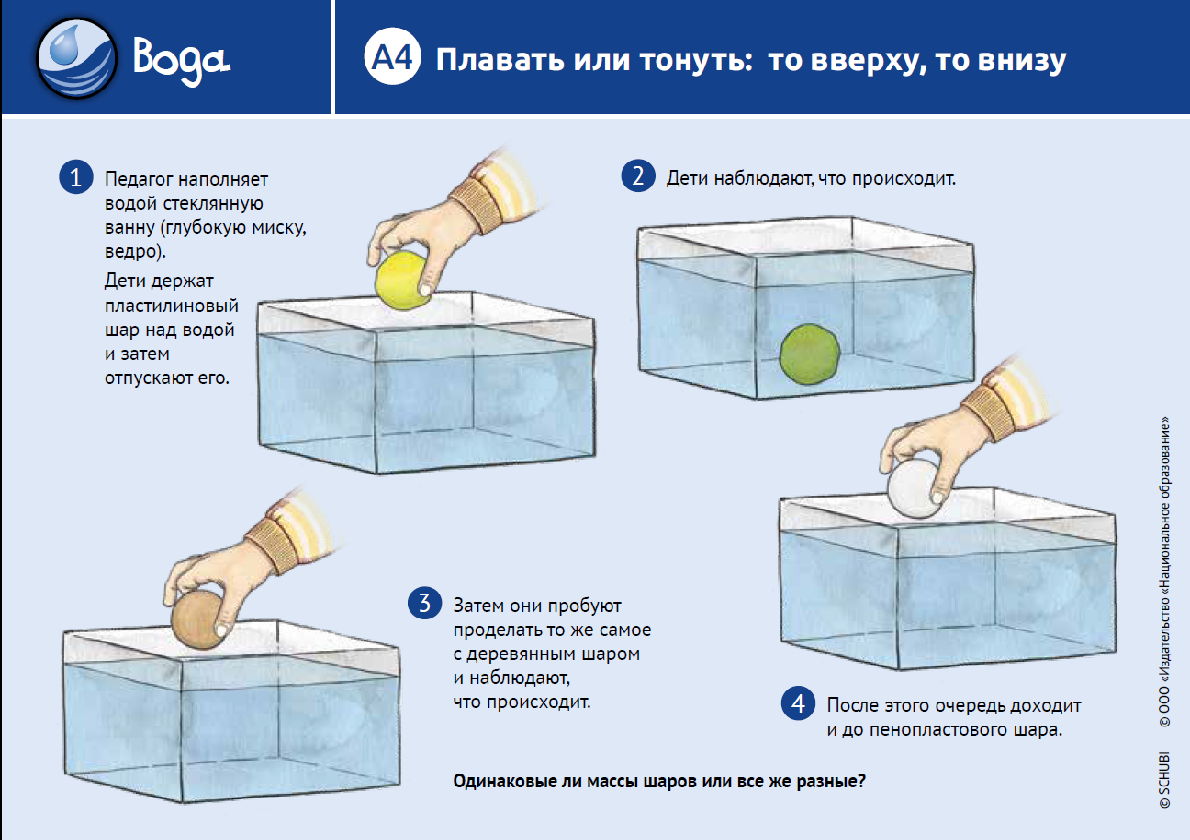 Вода
А4 Плавать или тонуть: то вверху, то внизу
1
Педагог наполняет
водой стеклянную
ванну (глубокую миску,
ведро).
Дети держат
пластилиновый
шар над водой
и затем
отпускают его.
2
Дети наблюдают, что происходит.
3
Затем они пробуют
проделать то же самое
с деревянным шаром
и наблюдают,
что происходит.
4
После этого очередь доходит
и до пенопластового шара.
Одинаковые ли массы шаров или все же разные?
© SCHUBI © ООО «Издательство «Национальное образование»